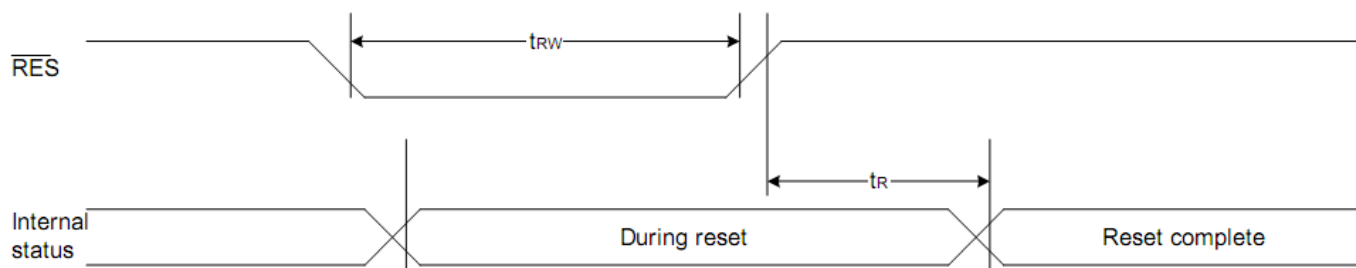 tRW
RES
tR
Internal
status
During reset
Reset complete